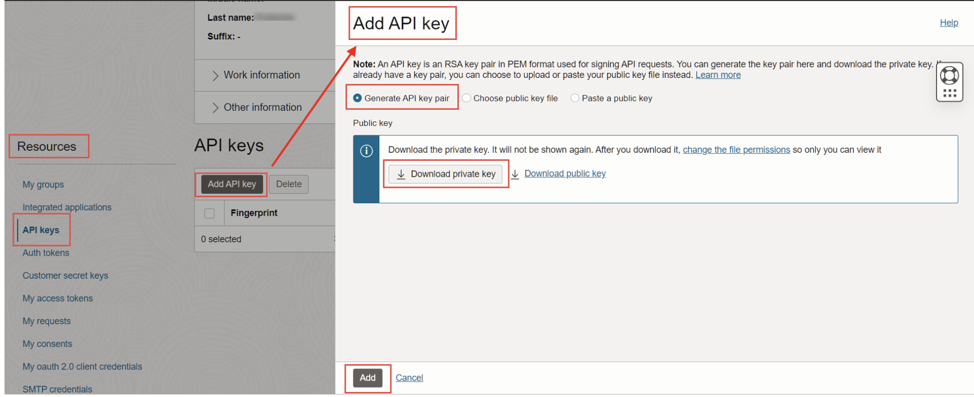 Last name:
Suffix: -
Work information
Other information
Resources
My groups
Integrated applications
API keys
Auth tokens
Customer secret keys
My access tokens
My requests
My consents
My oauth 2.0 client credentials
SMTP credentials
API keys
Add API key
Delete
Fingerprint
0 selected
Add API key
Help
Note: An API key is an RSA key pair in PEM format used for signing API requests. You can generate the key pair here and download the private key. If
already have a key pair, you can choose to upload or paste your public key file instead. Learn more
Generate API key pair
Choose public key file
Paste a public key
Public key
Download the private key. It will not be shown again. After you download it, change the file permissions so only you can view it
Download private key
Download public key
Add
Cancel